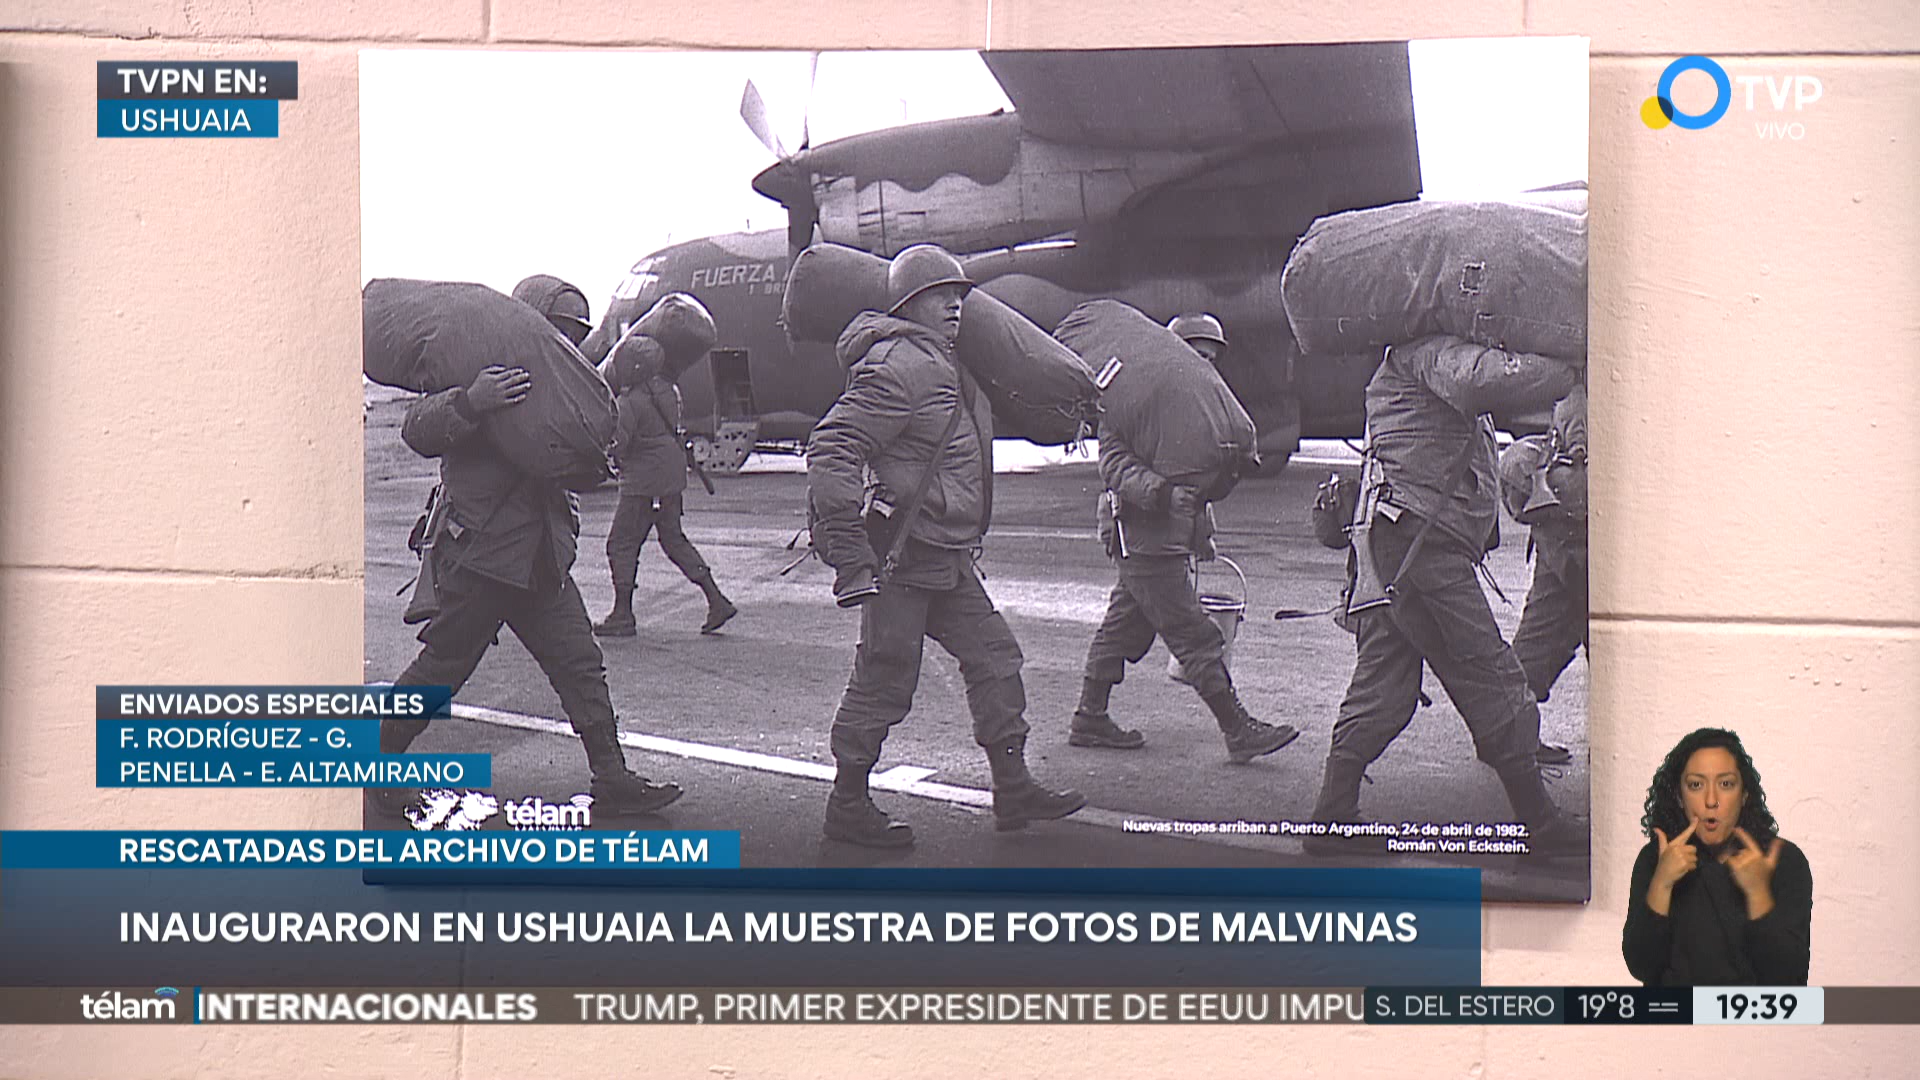 TVPN EN:
USHUAIA
TVP
VIVO
FUERZA
ENVIADOS ESPECIALES
F. RODRÍGUEZ - G.
PENELLA - E. ALTAMIRANO
télam
Nuevas tropas arriban a Puerto Argentino, 24 de abril de 1982.
Román Von Eckstein.
RESCATADAS DEL ARCHIVO DE TÉLAM
INAUGURARON EN USHUAIA LA MUESTRA DE FOTOS DE MALVINAS
télam INTERNACIONALES TRUMP, PRIMER EXPRESIDENTE DE EEUU IMPU S. DEL ESTERO 19°8 19:39